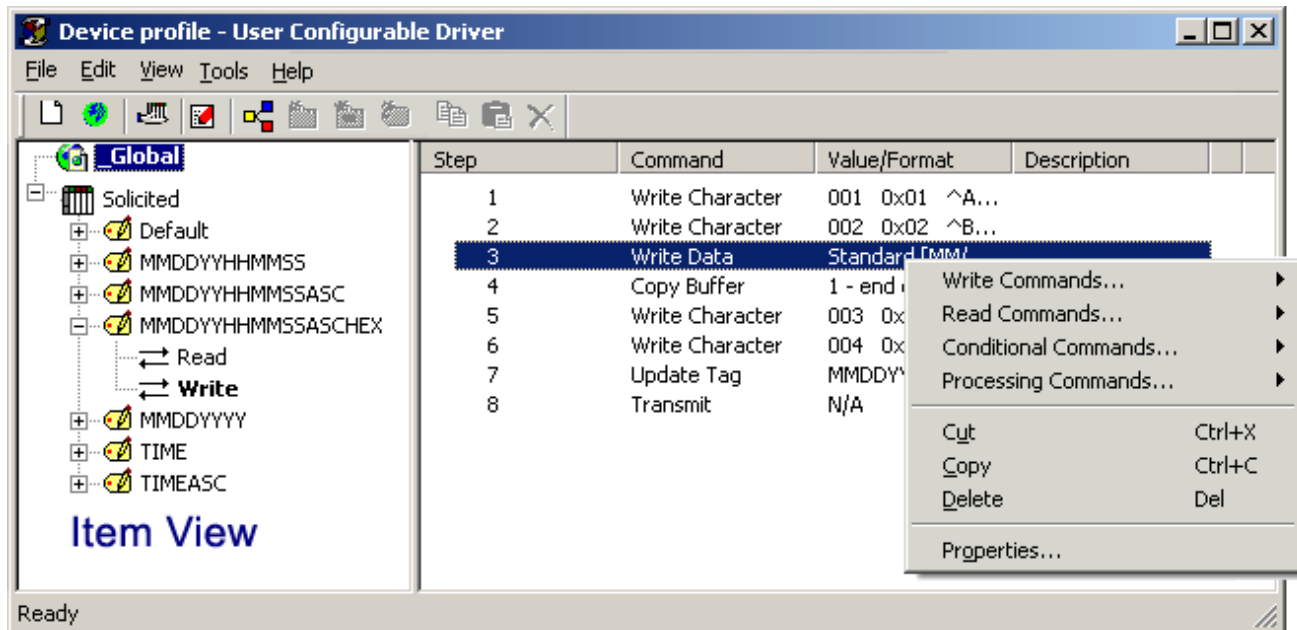 Device profile - User Configurable Driver
File Edit View Tools Help
_Global
Solicited
Default
MMDDYYHHMMSS
MMDDYYHHMMSSASC
MMDDYYHHMMSSASCHEX
Read
Write
MMDDYYYY
TIME
TIMEASC
Item View
Step Command Value/Format Description
1 Write Character 001 0x01 ^A...
2 Write Character 002 0x02 ^B...
3 Write Data Standard [MM/
4 Copy Buffer 1 - end
5 Write Character 003 0x
6 Write Character 004 0x
7 Update Tag MMDDY
8 Transmit N/A
Write Commands...
Read Commands...
Conditional Commands...
Processing Commands...
Cut Ctrl+X
Copy Ctrl+C
Delete Del
Properties...
Ready